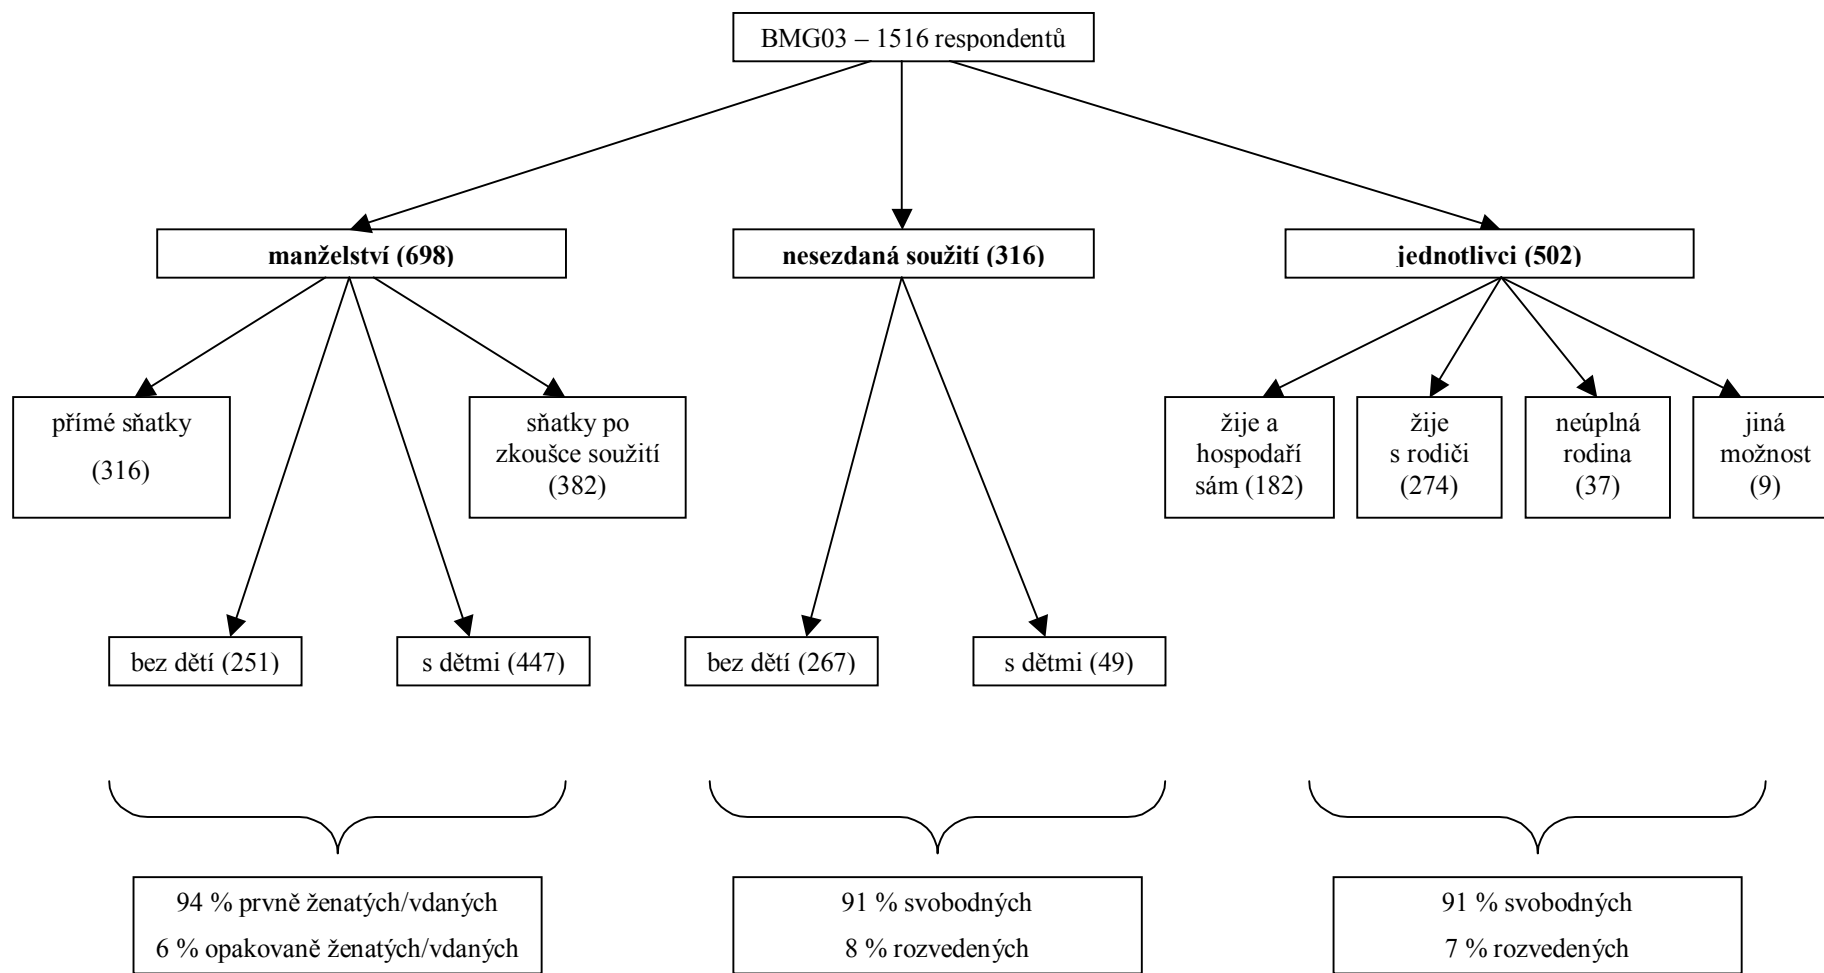 BMG03 – 1516 respondentů
manželství (698)
nesezdaná soužití (316)
jednotlivci (502)
přímé sňatky
(316)
sňatky po
zkoušce soužití
(382)
žije a
hospodaří
sám (182)
žije
s rodiči
(274)
neúplná
rodina
(37)
jiná
možnost
(9)
bez dětí (251)
s dětmi (447)
bez dětí (267)
s dětmi (49)
94 % prvně ženatých/vdaných
6 % opakovaně ženatých/vdaných
91 % svobodných
8 % rozvedených
91 % svobodných
7 % rozvedených